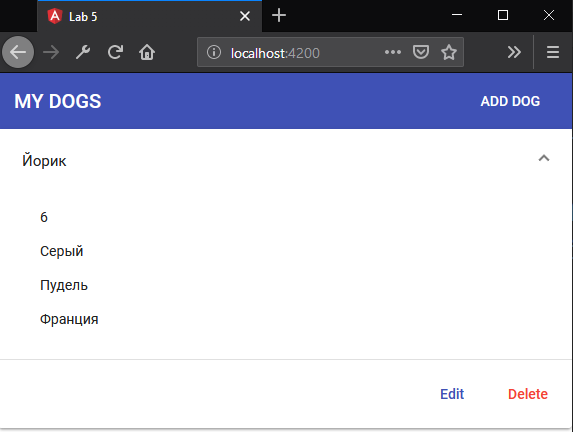 Lab 5
localhost:4200
MY DOGS
ADD DOG
Йорик
6
Серый
Пудель
Франция
Edit
Delete